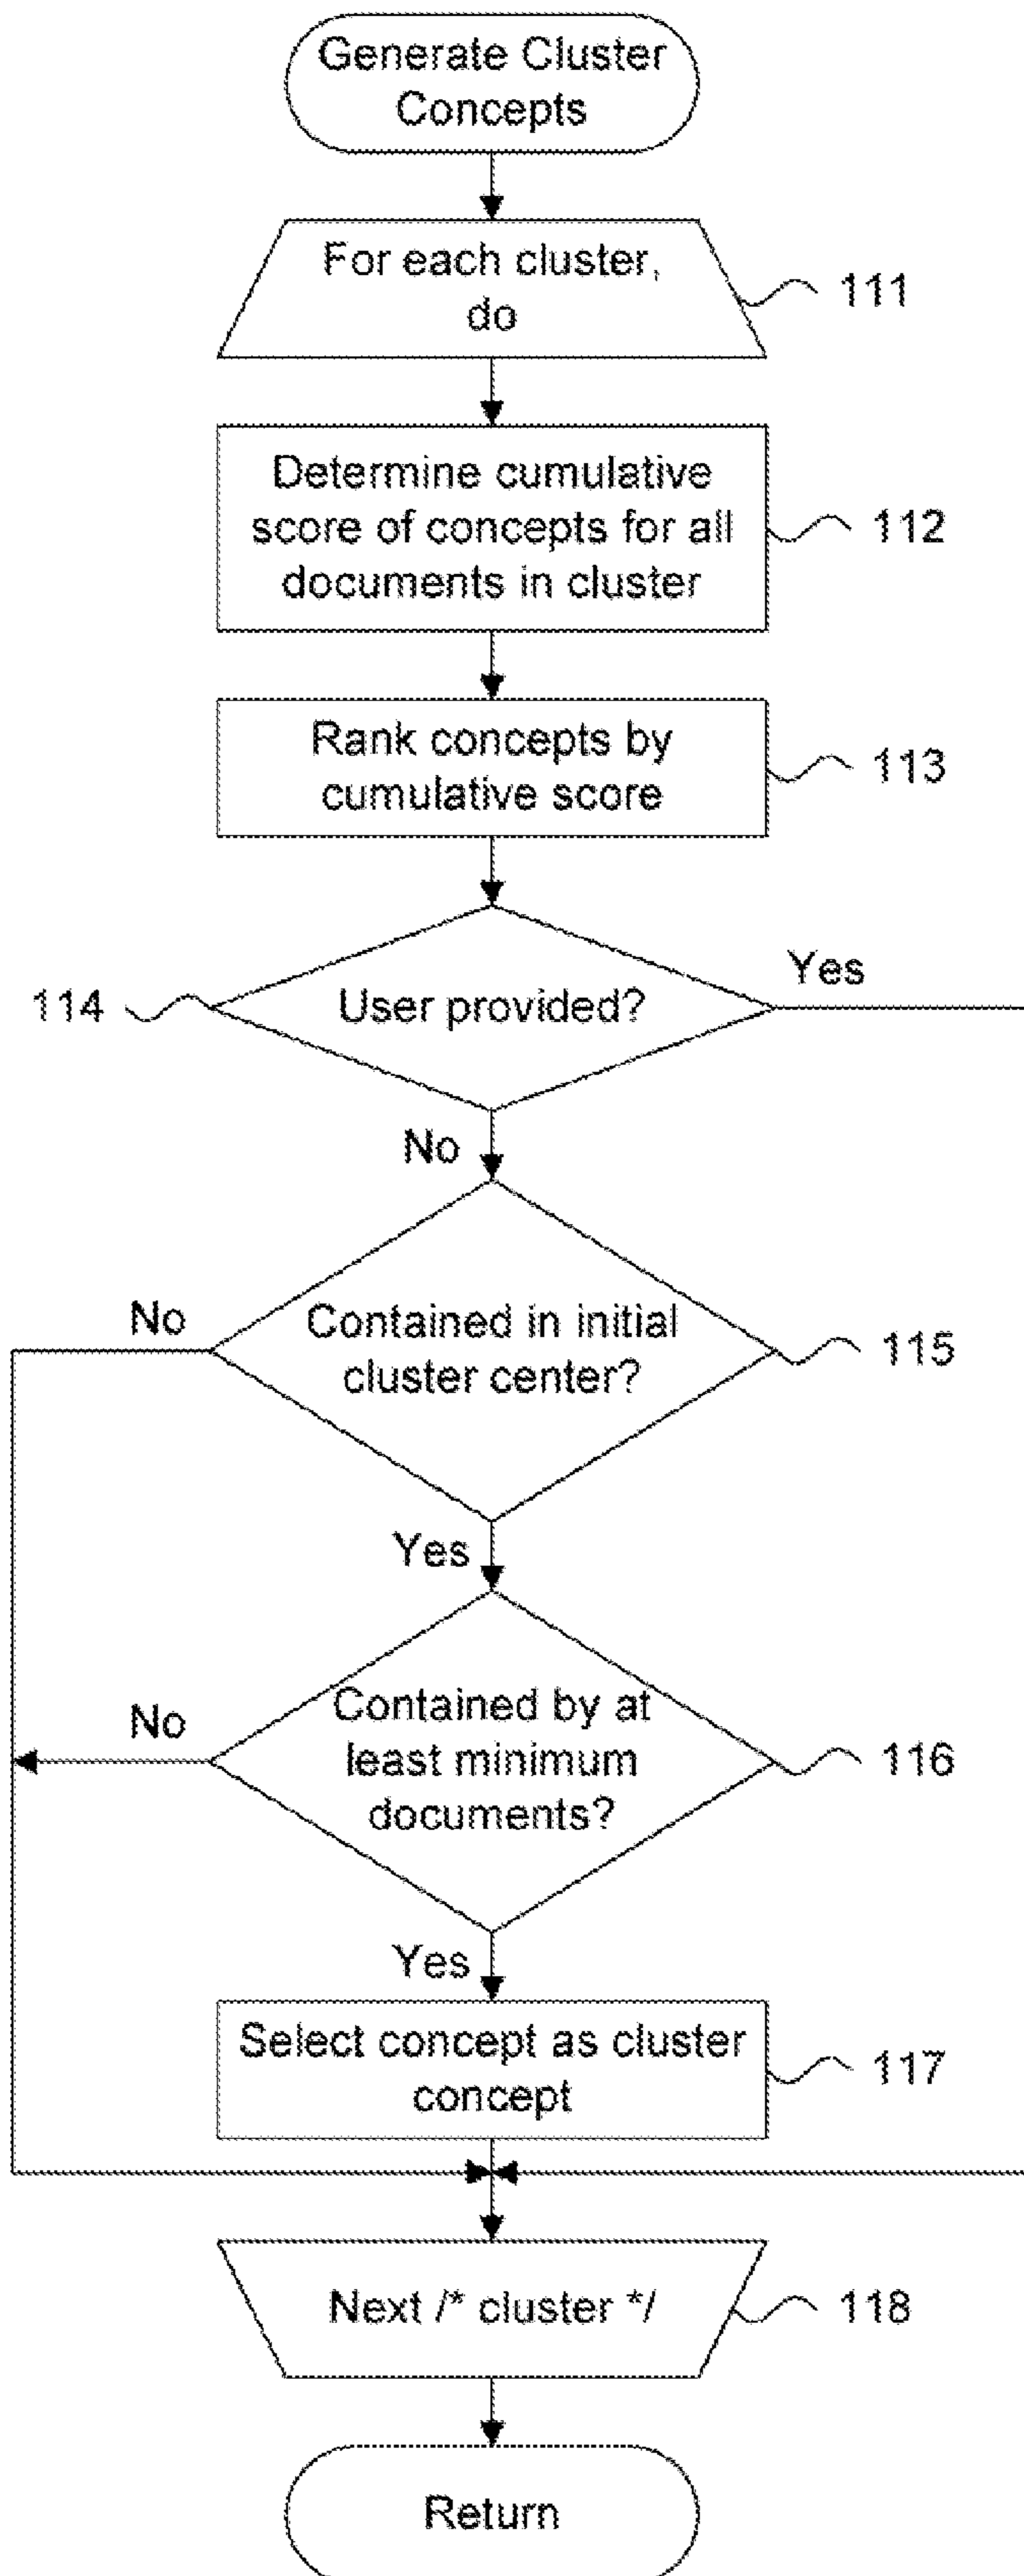 Generate Cluster
Concepts
For each cluster,
do
111
Determine cumulative
score of concepts for all
documents in cluster
112
Rank concepts by
cumulative score
113
114
User provided?
Yes
No
Contained in initial
cluster center?
No
115
Yes
Contained by at
least minimum
documents?
No
116
Yes
Select concept as cluster
concept
117
Next /* cluster */
118
Return